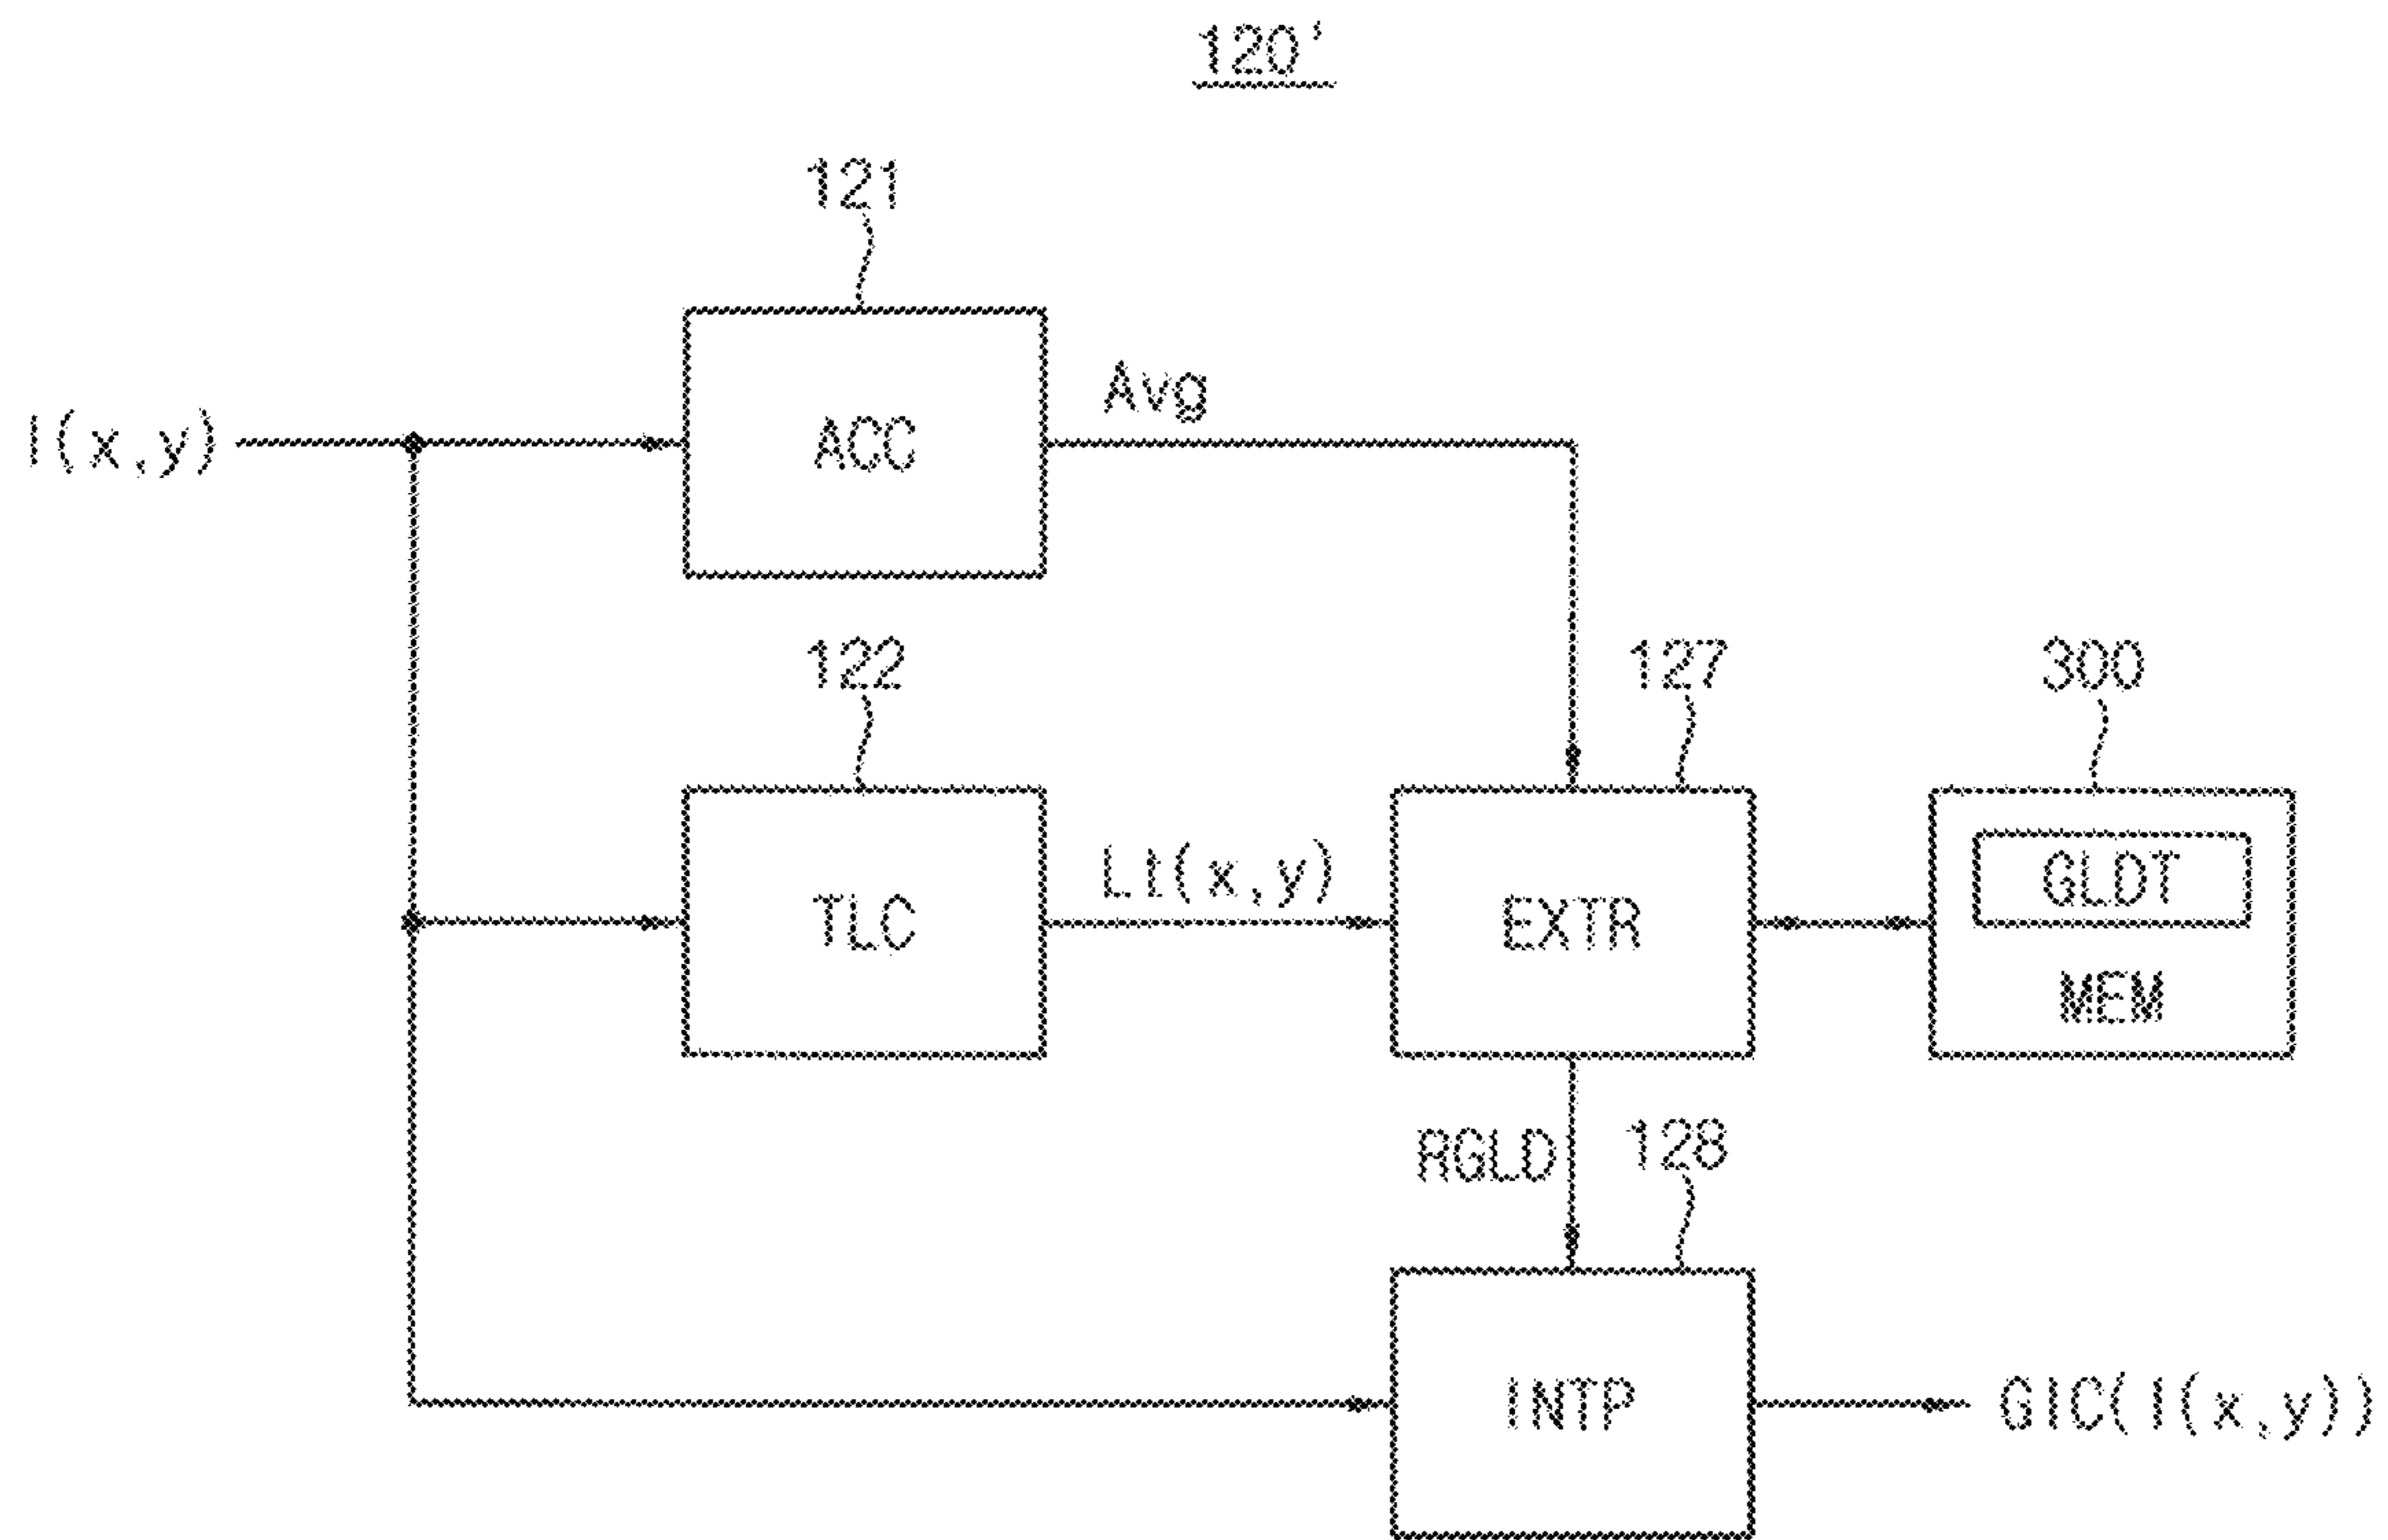 120'
121
I(x,y)
ACC
Avg
122
127
300
TLC
Lt(x,y)
EXTR
GLDT
MEM
RGLD
128
INTP
GIC(I(x,y))